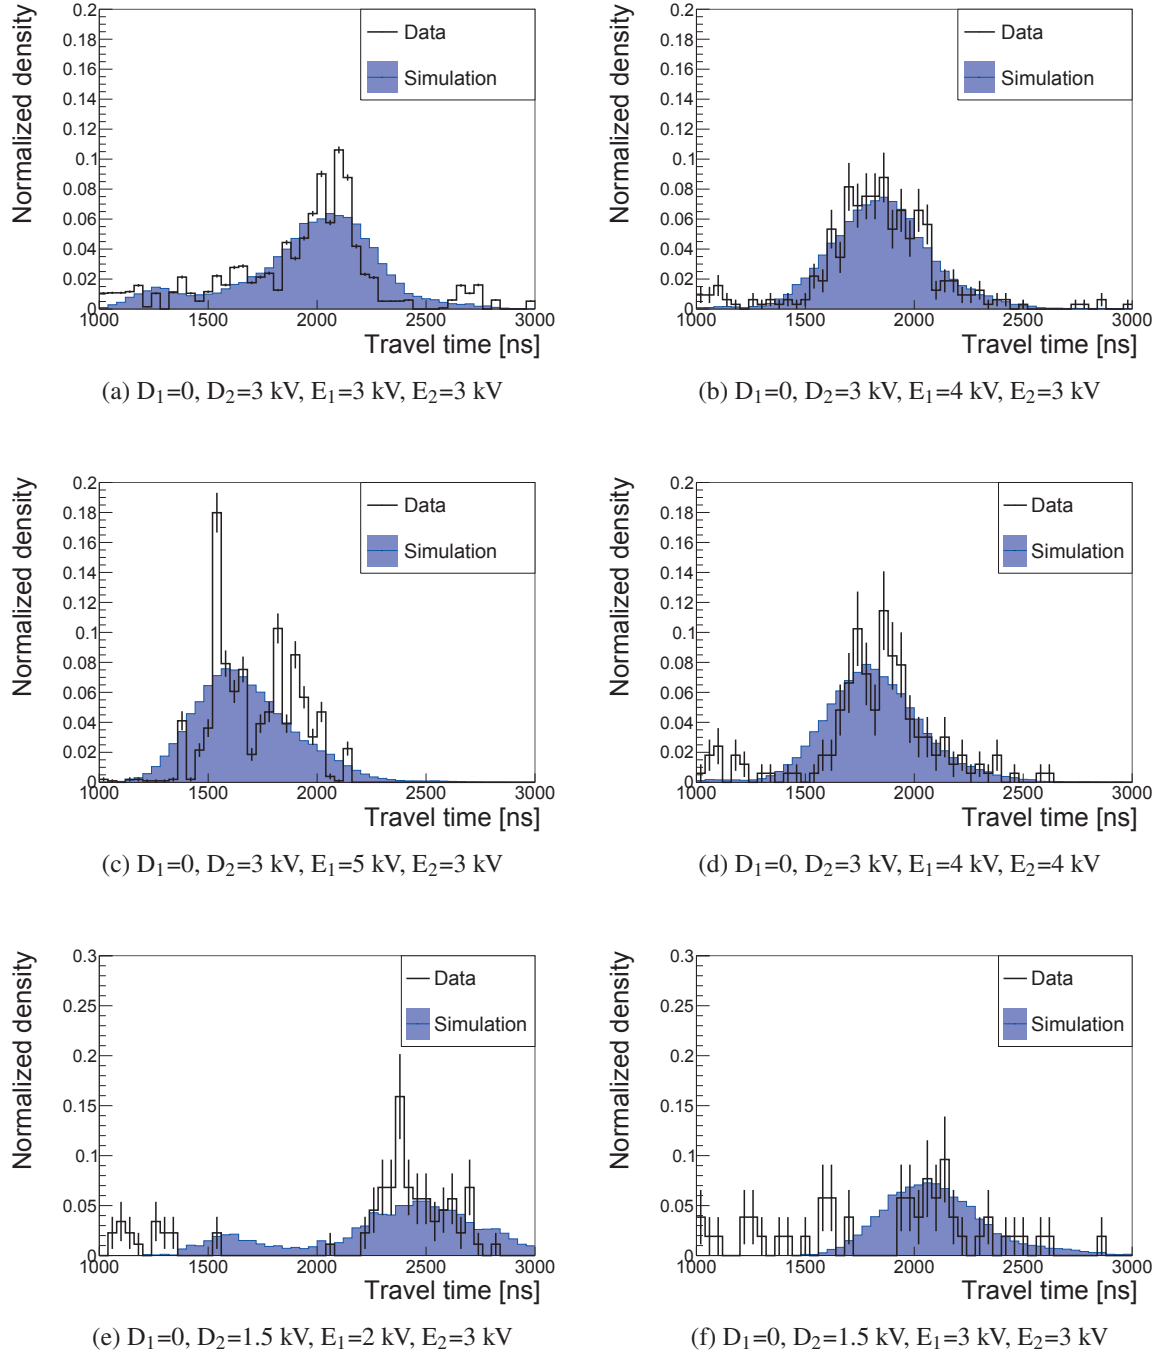 Normalized density
0.2
0.18
0.16
0.14
0.12
0.1
0.08
0.06
0.04
0.02
0
Data
Simulation
1000 1500 2000 2500 3000
Travel time [ns]
(a) D₁=0, D₂=3 kV, E₁=3 kV, E₂=3 kV
Normalized density
0.2
0.18
0.16
0.14
0.12
0.1
0.08
0.06
0.04
0.02
0
Data
Simulation
1000 1500 2000 2500 3000
Travel time [ns]
(b) D₁=0, D₂=3 kV, E₁=4 kV, E₂=3 kV
Normalized density
0.2
0.18
0.16
0.14
0.12
0.1
0.08
0.06
0.04
0.02
0
Data
Simulation
1000 1500 2000 2500 3000
Travel time [ns]
(c) D₁=0, D₂=3 kV, E₁=5 kV, E₂=3 kV
Normalized density
0.2
0.18
0.16
0.14
0.12
0.1
0.08
0.06
0.04
0.02
0
Data
Simulation
1000 1500 2000 2500 3000
Travel time [ns]
(d) D₁=0, D₂=3 kV, E₁=4 kV, E₂=4 kV
Normalized density
0.3
0.25
0.2
0.15
0.1
0.05
0
Data
Simulation
1000 1500 2000 2500 3000
Travel time [ns]
(e) D₁=0, D₂=1.5 kV, E₁=2 kV, E₂=3 kV
Normalized density
0.3
0.25
0.2
0.15
0.1
0.05
0
Data
Simulation
1000 1500 2000 2500 3000
Travel time [ns]
(f) D₁=0, D₂=1.5 kV, E₁=3 kV, E₂=3 kV